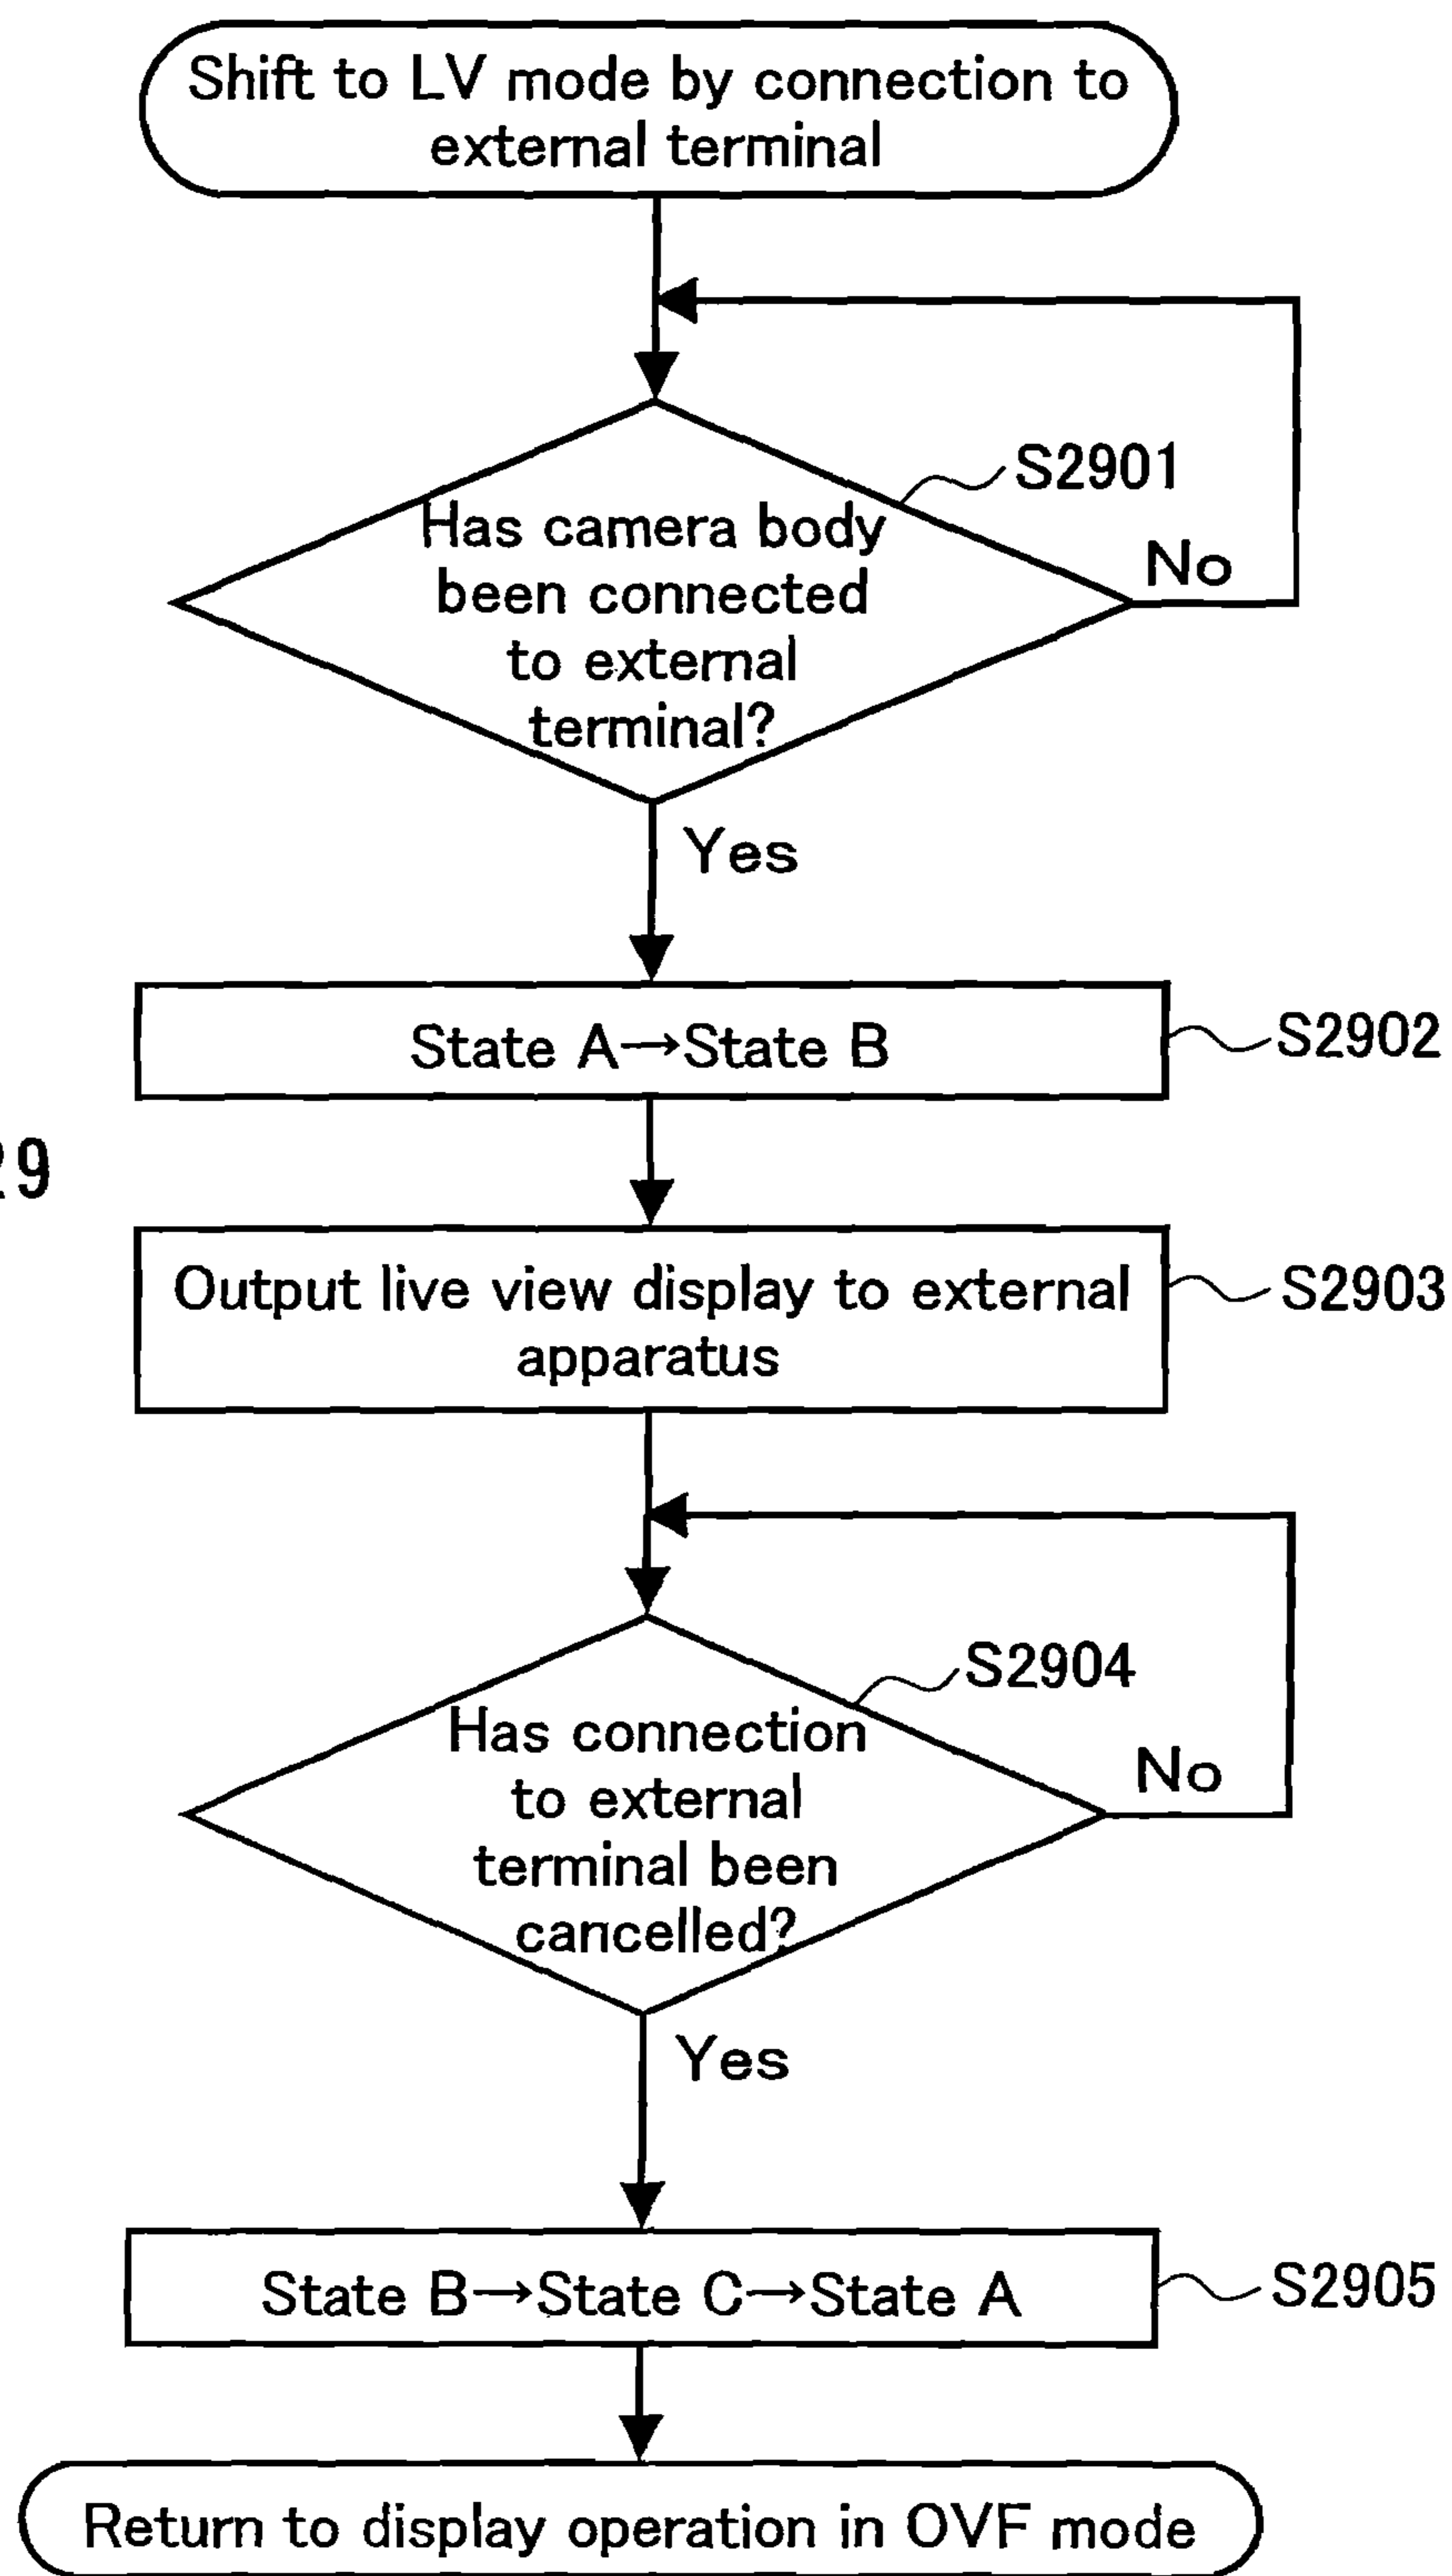 Shift to LV mode by connection to
external terminal
S2901
Has camera body
been connected
to external
terminal?
No
Yes
State A→State B
S2902
29
Output live view display to external
apparatus
S2903
S2904
Has connection
to external
terminal been
cancelled?
No
Yes
State B→State C→State A
S2905
Return to display operation in OVF mode